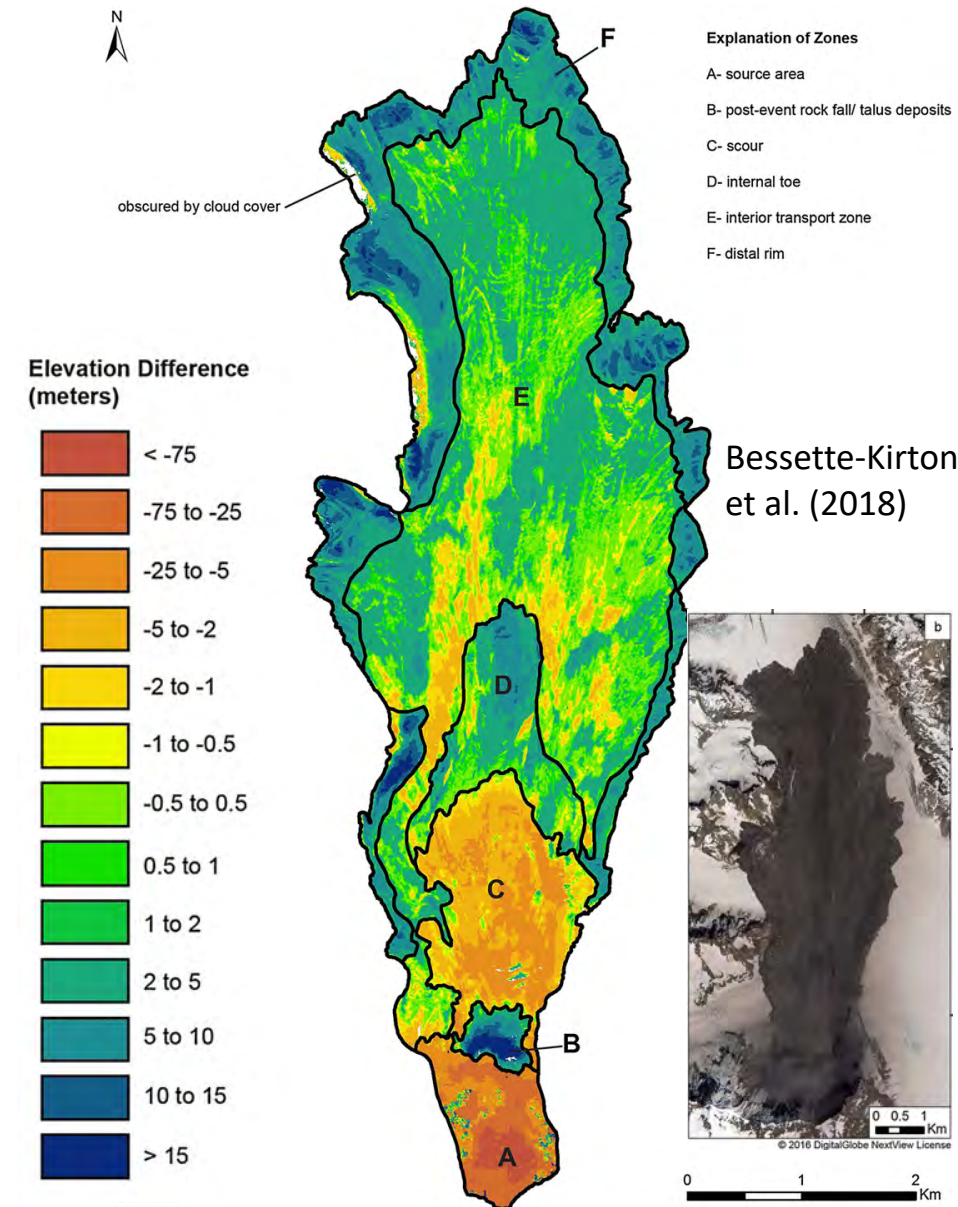 N
F
Explanation of Zones
A- source area
B- post-event rock fall/ talus deposits
C- scour
D- internal toe
E- interior transport zone
F- distal rim
obscured by cloud cover
Elevation Difference
(meters)
< -75
-75 to -25
-25 to -5
-5 to -2
-2 to -1
-1 to -0.5
-0.5 to 0.5
0.5 to 1
1 to 2
2 to 5
5 to 10
10 to 15
> 15
E
Bessette-Kirton
et al. (2018)
D
C
B
A
b
0 0.5 1
Km
© 2016 DigitalGlobe NextView License
0 1 2
Km